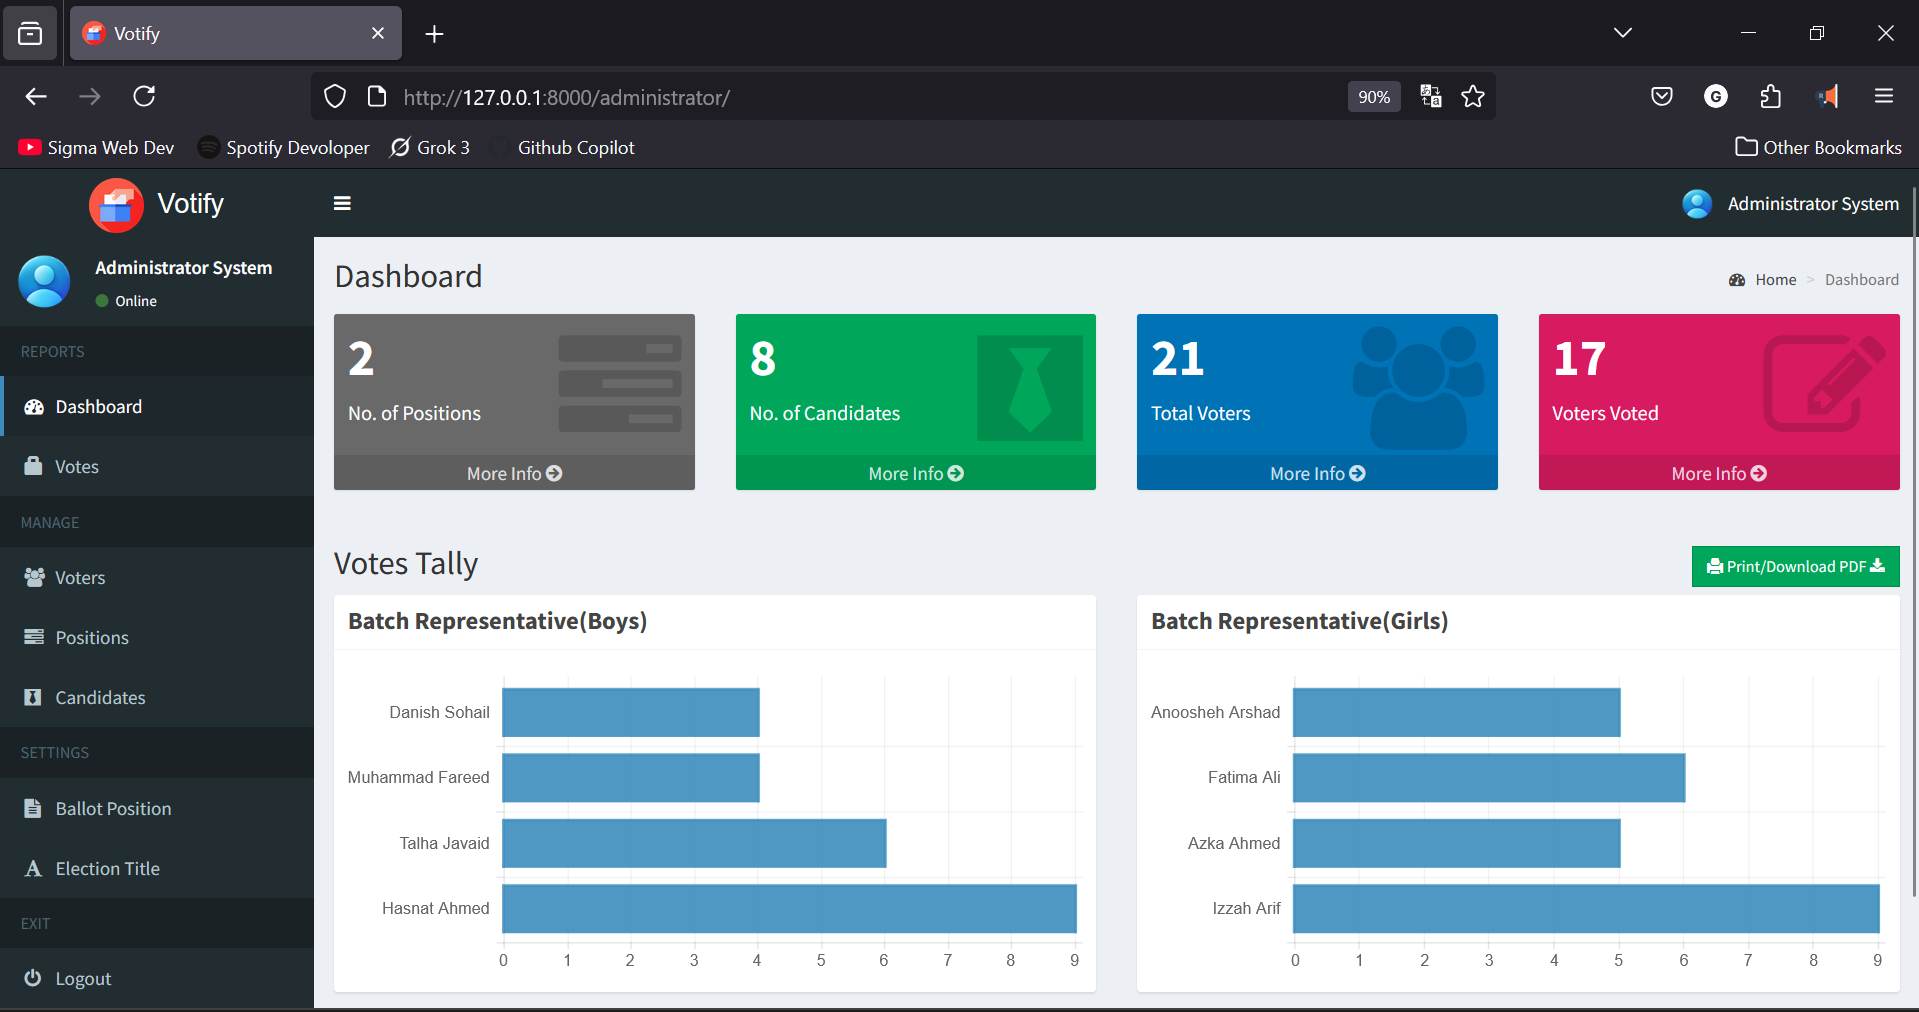 Votify
http://127.0.0.1:8000/administrator/
90%
Sigma Web Dev
Spotify Devoloper
Grok 3
Github Copilot
Other Bookmarks
Votify
Administrator System
Administrator System
Online
REPORTS
Dashboard
Votes
MANAGE
Voters
Positions
Candidates
SETTINGS
Ballot Position
Election Title
EXIT
Logout
Dashboard
Home > Dashboard
2
No. of Positions
More Info
8
No. of Candidates
More Info
21
Total Voters
More Info
17
Voters Voted
More Info
Votes Tally
Print/Download PDF
Batch Representative(Boys)
Danish Sohail
Muhammad Fareed
Talha Javaid
Hasnat Ahmed
0 1 2 3 4 5 6 7 8 9
Batch Representative(Girls)
Anoosheh Arshad
Fatima Ali
Azka Ahmed
Izzah Arif
0 1 2 3 4 5 6 7 8 9